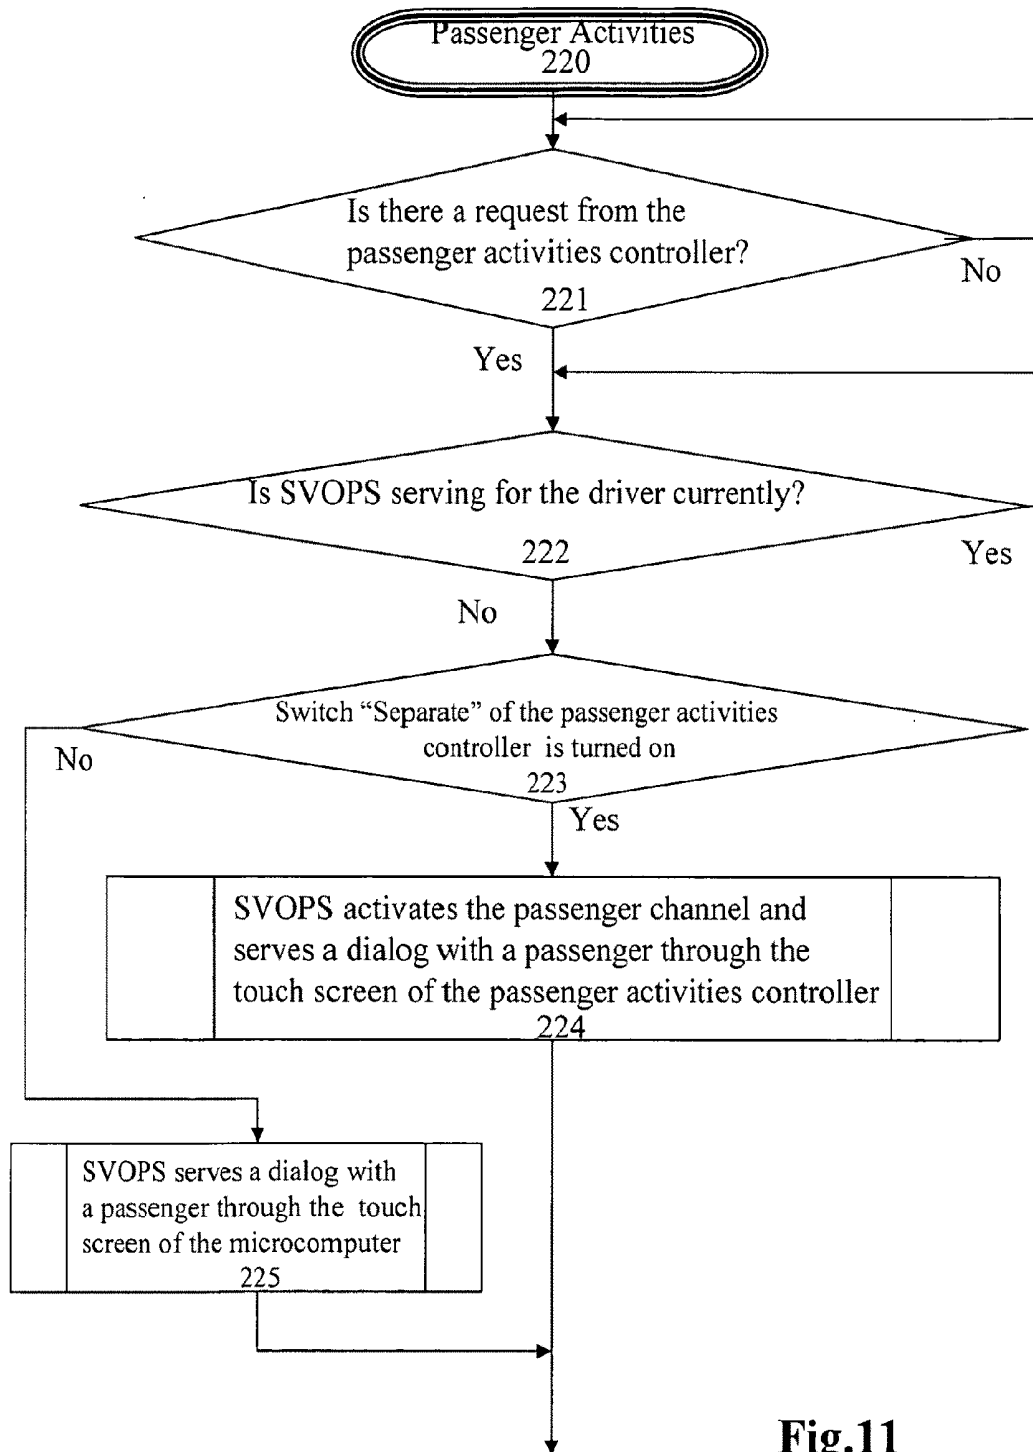 Passenger Activities
220
Is there a request from the
passenger activities controller?
221
No
Yes
Is SVOPS serving for the driver currently?
222
Yes
No
Switch “Separate” of the passenger activities
controller is turned on
223
No
Yes
SVOPS activates the passenger channel and
serves a dialog with a passenger through the
touch screen of the passenger activities controller
224
SVOPS serves a dialog with
a passenger through the touch
screen of the microcomputer
225
Fig.11